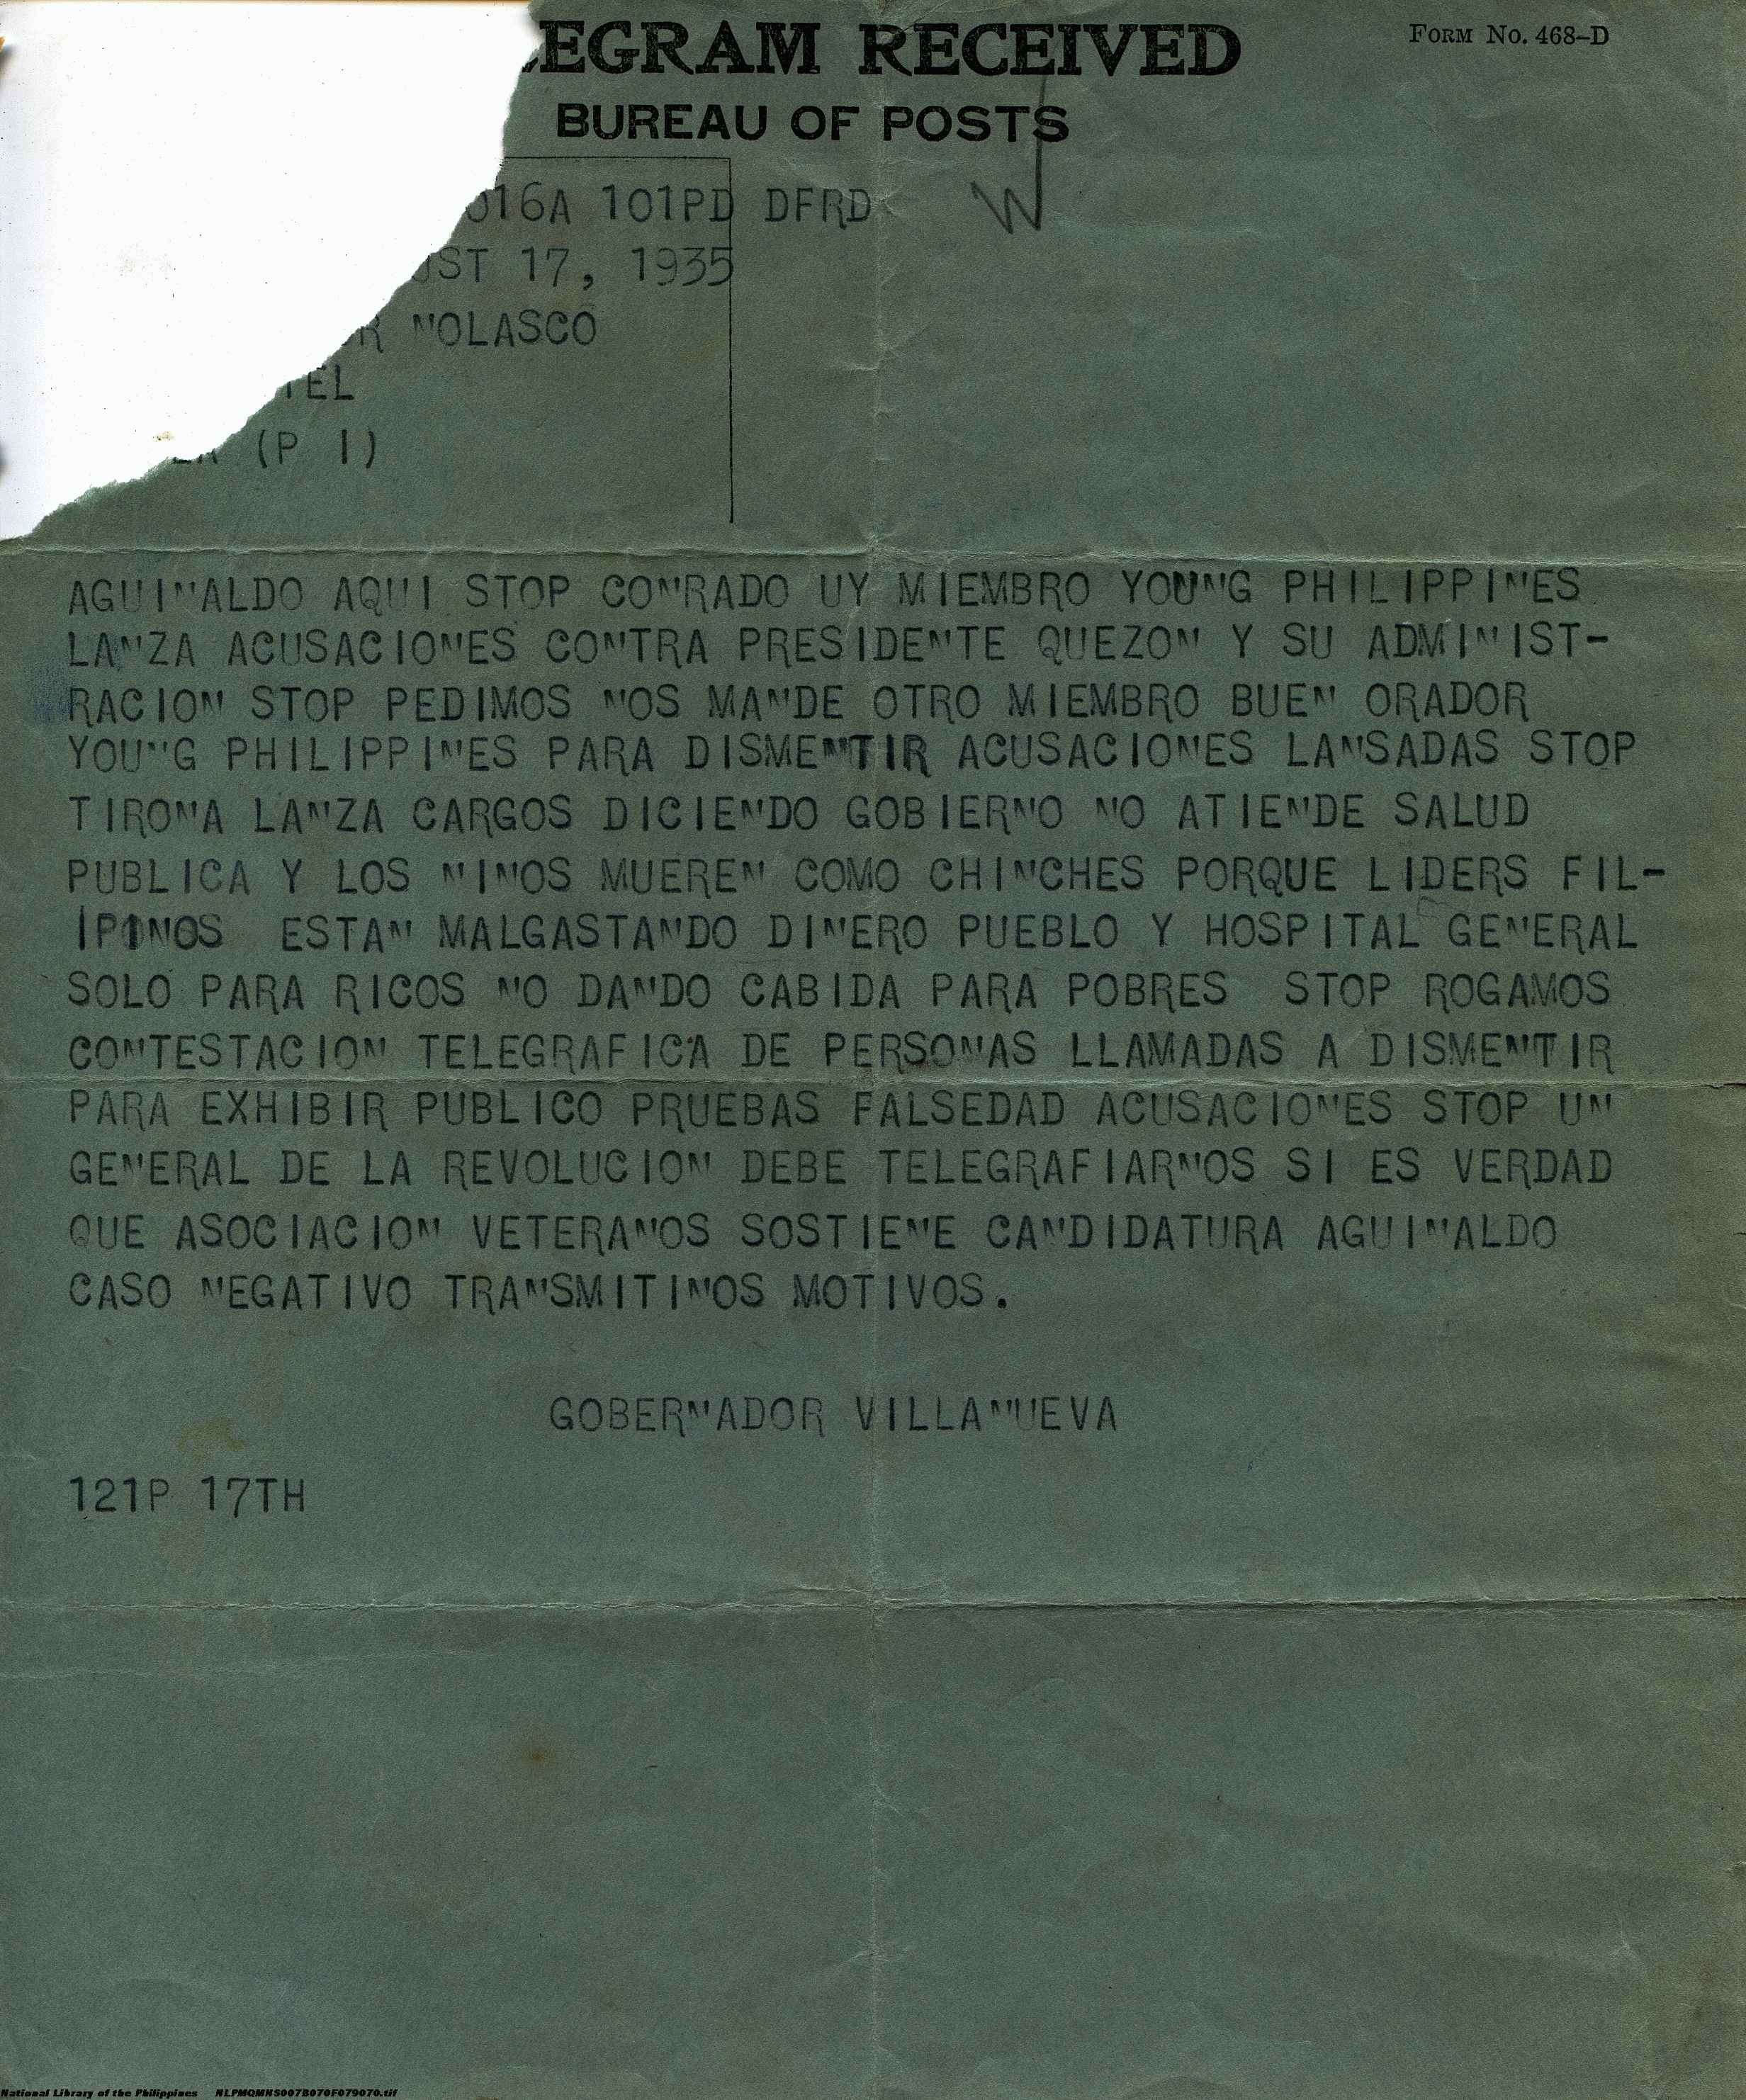 EGRAM RECEIVED
FORM No. 468-D
BUREAU OF POSTS
016A 101PD DFRD
W
UST 17, 1935
R NOLASCO
TEL
LA (P I)
AGUINALDO AQUI STOP CONRADO UY MIEMBRO YOUNG PHILIPPINES
LANZA ACUSACIONES CONTRA PRESIDENTE QUEZON Y SU ADMINIST-
RACION STOP PEDIMOS NOS MANDE OTRO MIEMBRO BUEN ORADOR
YOUNG PHILIPPINES PARA DISMENTIR ACUSACIONES LANSADAS STOP
TIRONA LANZA CARGOS DICIENDO GOBIERNO NO ATIENDE SALUD
PUBLICA Y LOS NINOS MUEREN COMO CHINCHES PORQUE LIDERS FIL-
IPINOS ESTAN MALGASTANDO DINERO PUEBLO Y HOSPITAL GENERAL
SOLO PARA RICOS NO DANDO CABIDA PARA POBRES STOP ROGAMOS
CONTESTACION TELEGRAFICA DE PERSONAS LLAMADAS A DISMENTIR
PARA EXHIBIR PUBLICO PRUEBAS FALSEDAD ACUSACIONES STOP UN
GENERAL DE LA REVOLUCION DEBE TELEGRAFIARNOS SI ES VERDAD
QUE ASOCIACION VETERANOS SOSTIENE CANDIDATURA AGUINALDO
CASO NEGATIVO TRANSMITINOS MOTIVOS.
GOBERNADOR VILLANUEVA
121P 17TH
National Library of the Philippines NLPMQMNS007B070F079070.tif